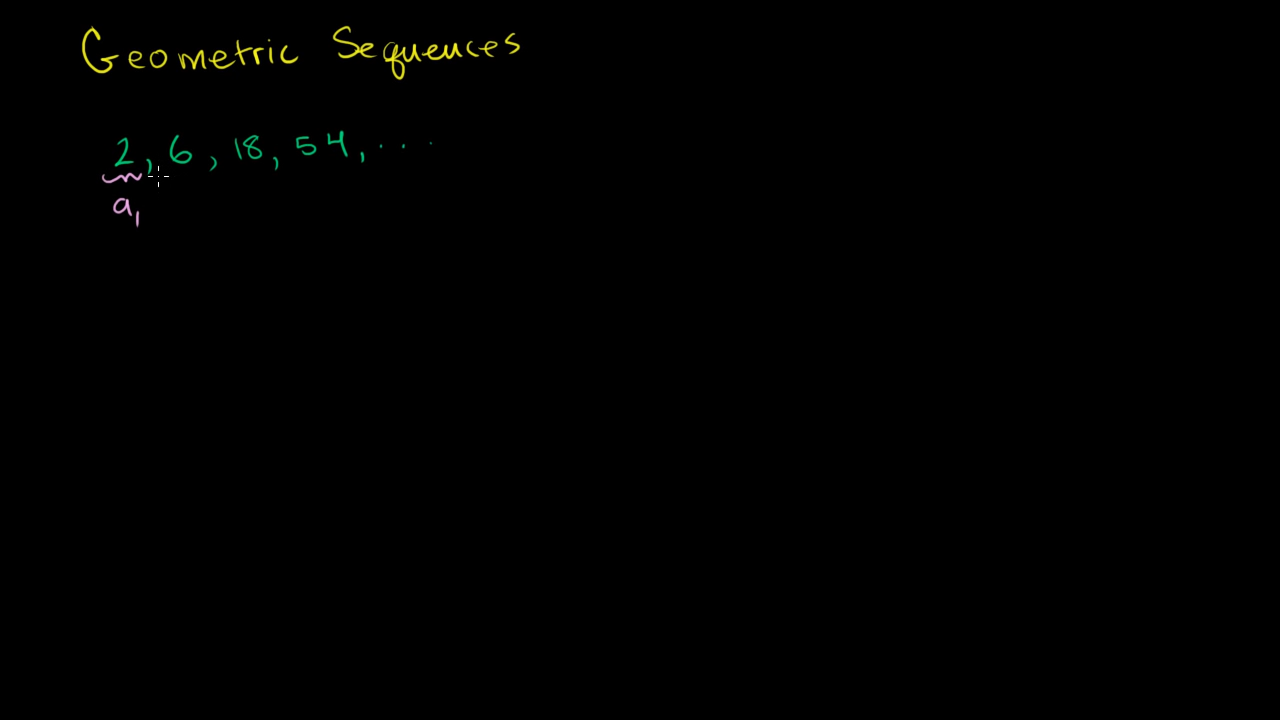 Geometric Sequences
2, 6, 18, 54, ...
a₁